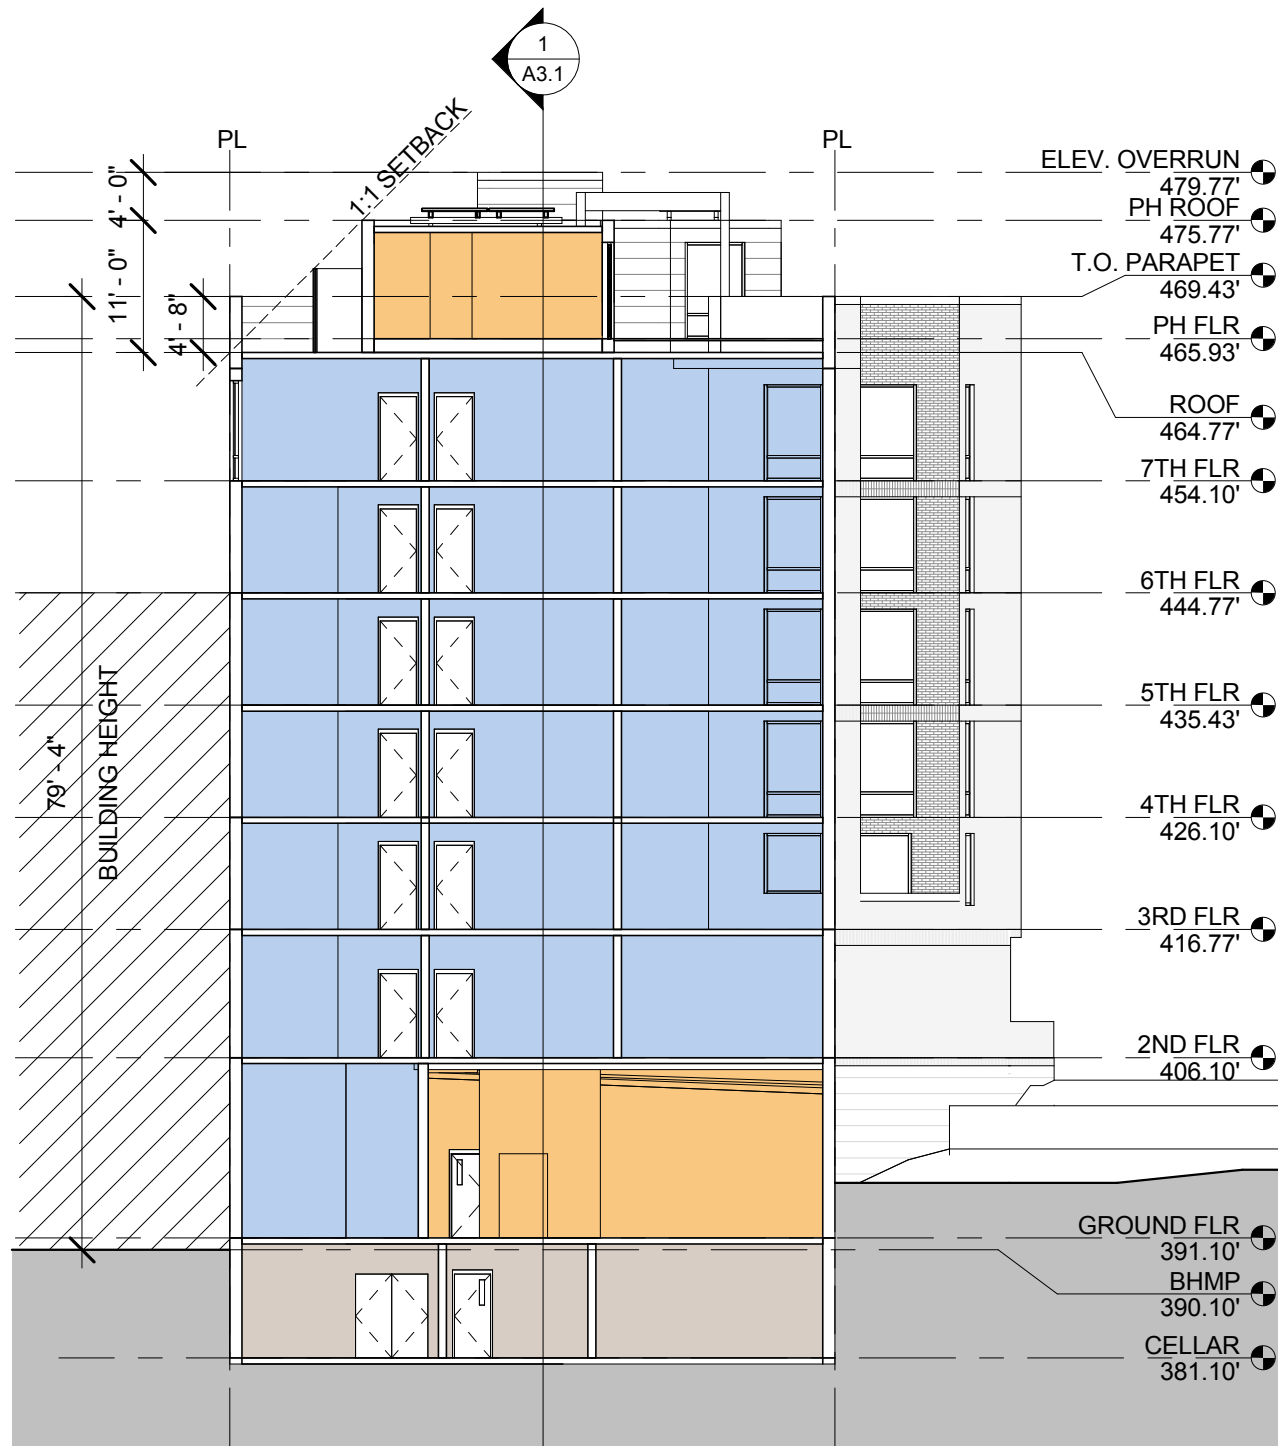 1
A3.1
PL
PL
1:1 SETBACK
4' - 0"
11' - 0"
4' - 8"
79' - 4"
BUILDING HEIGHT
ELEV. OVERRUN
479.77'
PH ROOF
475.77'
T.O. PARAPET
469.43'
PH FLR
465.93'
ROOF
464.77'
7TH FLR
454.10'
6TH FLR
444.77'
5TH FLR
435.43'
4TH FLR
426.10'
3RD FLR
416.77'
2ND FLR
406.10'
GROUND FLR
391.10'
BHMP
390.10'
CELLAR
381.10'